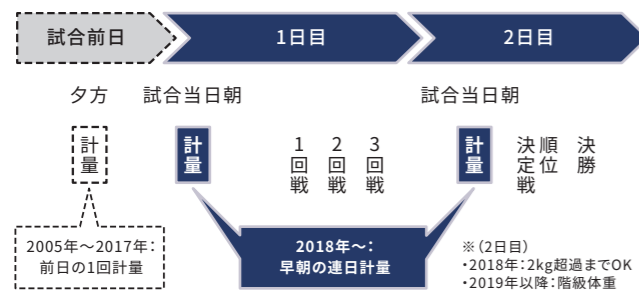 試合前日
1日目
2日目
夕方
試合当日朝
試合当日朝
計量
計量
1回戦
2回戦
3回戦
計量
順位
決定戦
決勝
2005年～2017年：
前日の1回計量
2018年～：
早朝の連日計量
※（2日目）
・2018年：2kg超過までOK
・2019年以降：階級体重